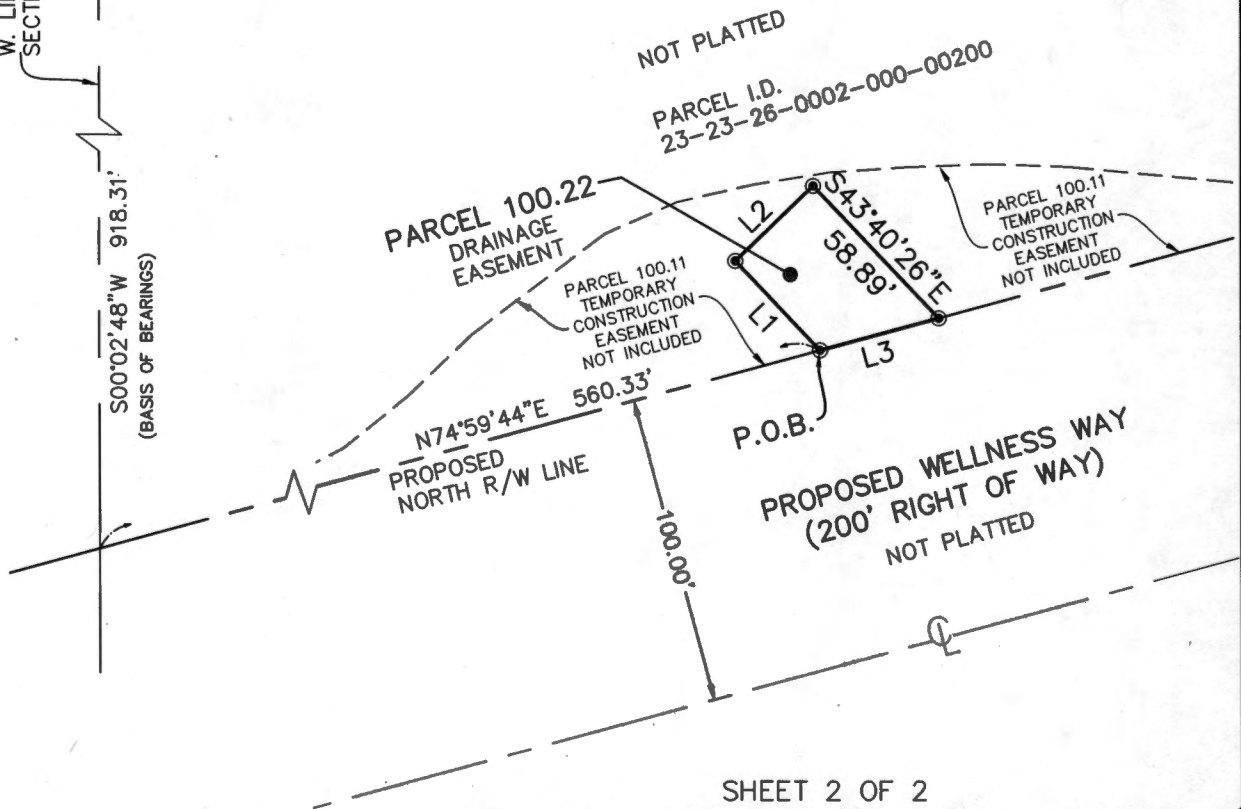 W. LI
SECTI
S00°02'48"W 918.31'
(BASIS OF BEARINGS)
NOT PLATTED
PARCEL I.D.
23-23-26-0002-000-00200
PARCEL 100.22
DRAINAGE
EASEMENT
L2
S43°40'26"E
58.89'
PARCEL 100.11
TEMPORARY
CONSTRUCTION
EASEMENT
NOT INCLUDED
PARCEL 100.11
TEMPORARY
CONSTRUCTION
EASEMENT
NOT INCLUDED
L1
L3
N74°59'44"E 560.33'
PROPOSED
NORTH R/W LINE
P.O.B.
100.00'
PROPOSED WELLNESS WAY
(200' RIGHT OF WAY)
NOT PLATTED
CL
SHEET 2 OF 2